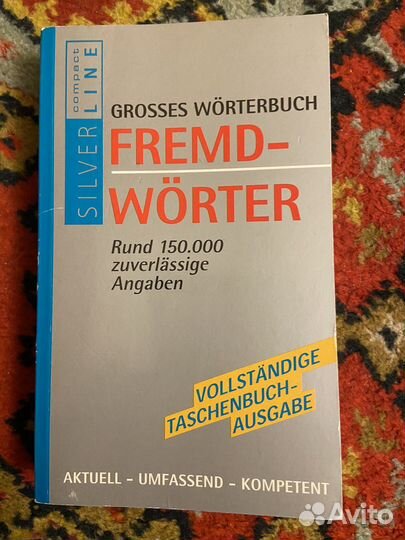 compact
SILVER LINE
GROSSES WÖRTERBUCH
FREMD-
WÖRTER
Rund 150.000
zuverlässige
Angaben
VOLLSTÄNDIGE
TASCHENBUCH-
AUSGABE
AKTUELL – UMFASSEND – KOMPETENT
Avito